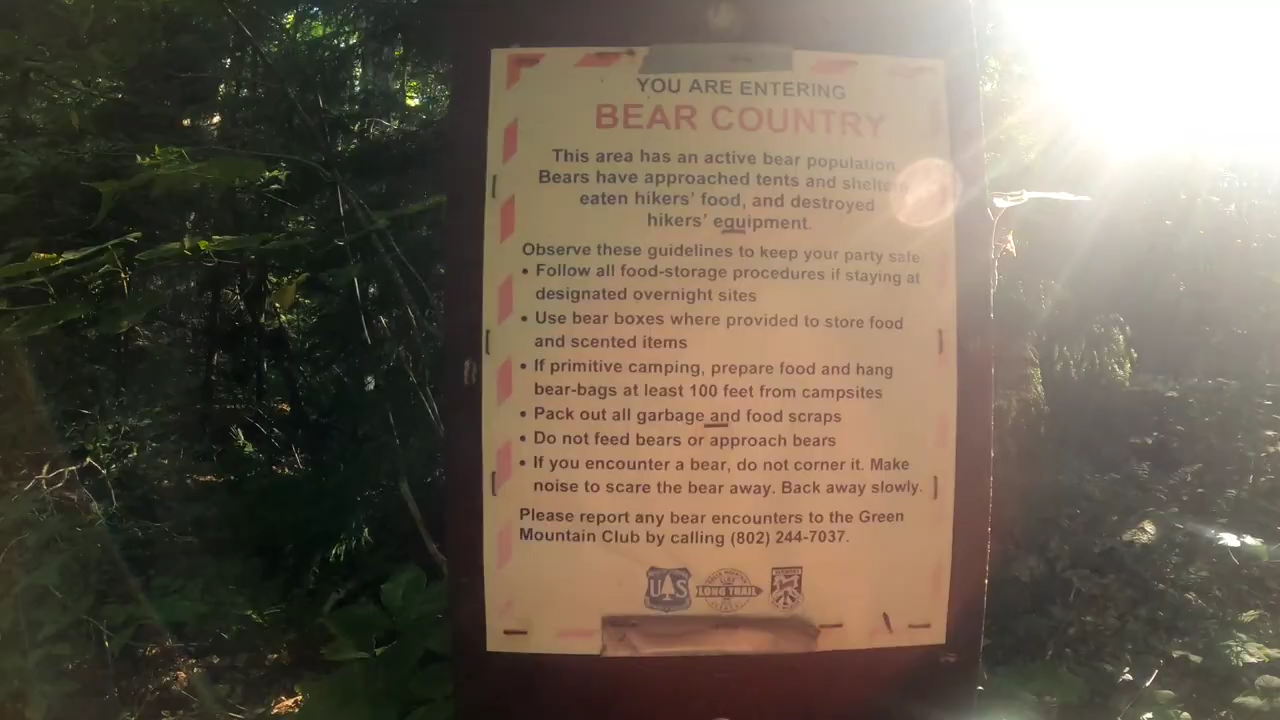 YOU ARE ENTERING
BEAR COUNTRY
This area has an active bear population.
Bears have approached tents and shelters
eaten hikers' food, and destroyed
hikers' equipment.
Observe these guidelines to keep your party safe
• Follow all food-storage procedures if staying at
designated overnight sites
• Use bear boxes where provided to store food
and scented items
• If primitive camping, prepare food and hang
bear-bags at least 100 feet from campsites
• Pack out all garbage and food scraps
• Do not feed bears or approach bears
• If you encounter a bear, do not corner it. Make
noise to scare the bear away. Back away slowly.
Please report any bear encounters to the Green
Mountain Club by calling (802) 244-7037.
U S
LONG TRAIL
VERMONT